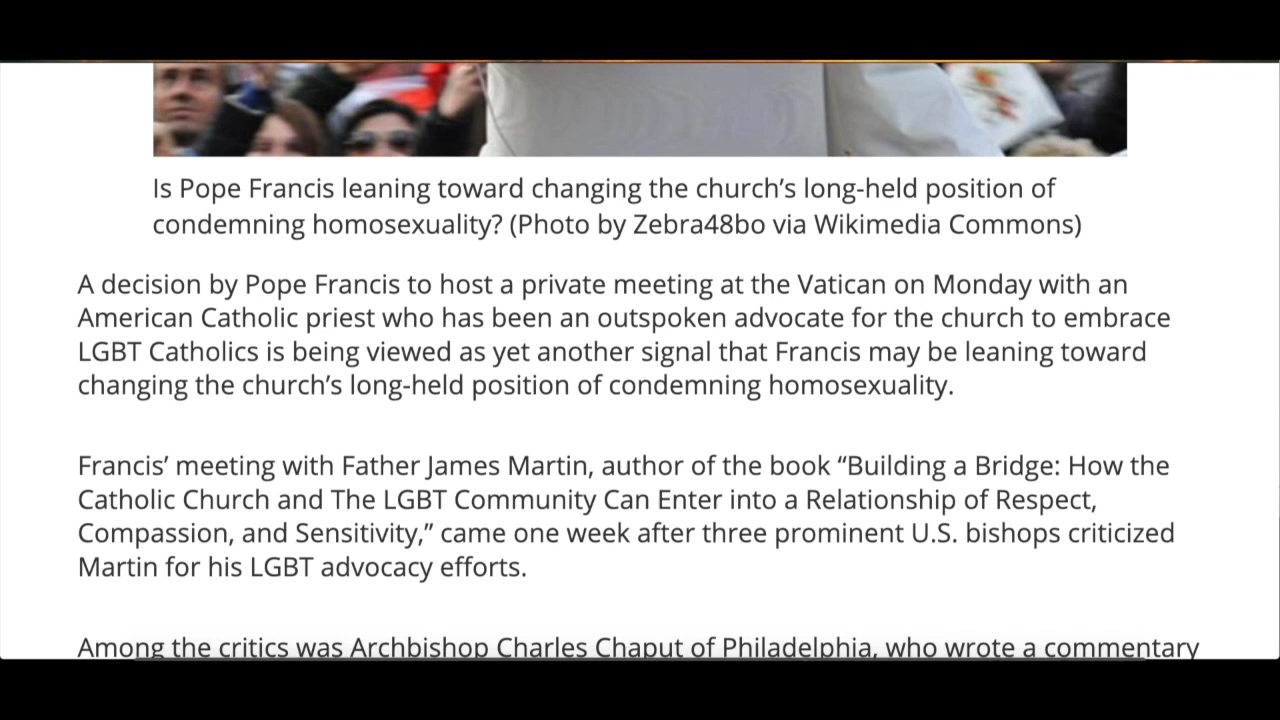 Is Pope Francis leaning toward changing the church’s long-held position of
condemning homosexuality? (Photo by Zebra48bo via Wikimedia Commons)
A decision by Pope Francis to host a private meeting at the Vatican on Monday with an
American Catholic priest who has been an outspoken advocate for the church to embrace
LGBT Catholics is being viewed as yet another signal that Francis may be leaning toward
changing the church’s long-held position of condemning homosexuality.
Francis’ meeting with Father James Martin, author of the book “Building a Bridge: How the
Catholic Church and The LGBT Community Can Enter into a Relationship of Respect,
Compassion, and Sensitivity,” came one week after three prominent U.S. bishops criticized
Martin for his LGBT advocacy efforts.
Among the critics was Archbishop Charles Chaput of Philadelphia, who wrote a commentary